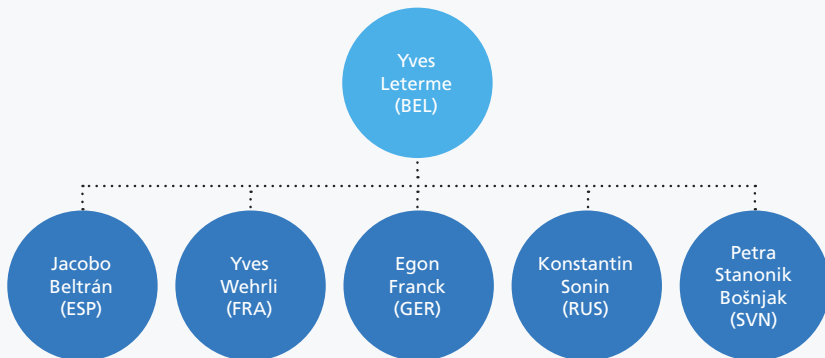 Yves
Leterme
(BEL)
Jacobo
Beltrán
(ESP)
Yves
Wehrli
(FRA)
Egon
Franck
(GER)
Konstantin
Sonin
(RUS)
Petra
Stanonik
Bošnjak
(SVN)